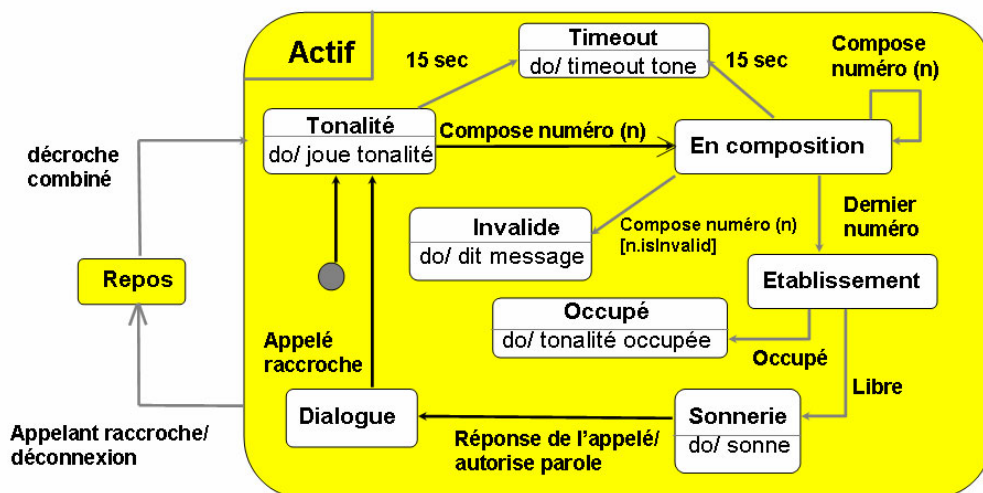 Actif
Timeout
do/ timeout tone
15 sec
15 sec
Compose
numéro (n)
Tonalité
do/ joue tonalité
Compose numéro (n)
En composition
décroche
combiné
Invalide
do/ dit message
Compose numéro (n)
[n.isInvalid]
Dernier
numéro
Repos
Etablissement
Occupé
do/ tonalité occupée
Occupé
Appelé
raccroche
Libre
Dialogue
Sonnerie
do/ sonne
Réponse de l'appelé/
autorise parole
Appelant raccroche/
déconnexion